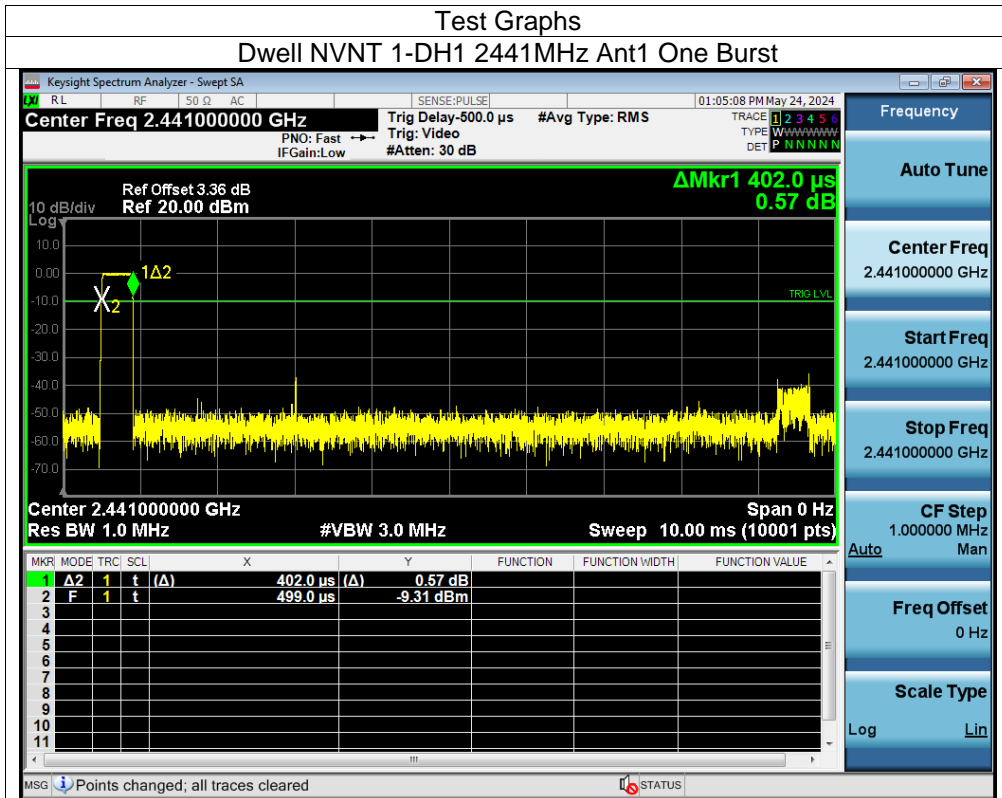 Test Graphs
Dwell NVNT 1-DH1 2441MHz Ant1 One Burst
Keysight Spectrum Analyzer - Swept SA
LXI RL RF 50 Ω AC SENSE:PULSE 01:05:08 PM May 24, 2024
Center Freq 2.441000000 GHz Trig Delay-500.0 µs #Avg Type: RMS TRACE 1 2 3 4 5 6
PNO: Fast Trig: Video TYPE WWWWWW
IFGain:Low #Atten: 30 dB DET P N N N N N
ΔMkr1 402.0 µs
0.57 dB
Ref Offset 3.36 dB
10 dB/div Ref 20.00 dBm
Log
10.0
0.00
-10.0
-20.0
-30.0
-40.0
-50.0
-60.0
-70.0
1Δ2
X2
TRIG LVL
Center 2.441000000 GHz Span 0 Hz
Res BW 1.0 MHz #VBW 3.0 MHz Sweep 10.00 ms (10001 pts)
MKR MODE TRC SCL X Y FUNCTION FUNCTION WIDTH FUNCTION VALUE
1 Δ2 1 t (Δ) 402.0 µs (Δ) 0.57 dB
2 F 1 t 499.0 µs -9.31 dBm
3
4
5
6
7
8
9
10
11
MSG Points changed; all traces cleared STATUS
Frequency
Auto Tune
Center Freq
2.441000000 GHz
Start Freq
2.441000000 GHz
Stop Freq
2.441000000 GHz
CF Step
1.000000 MHz
Auto Man
Freq Offset
0 Hz
Scale Type
Log Lin